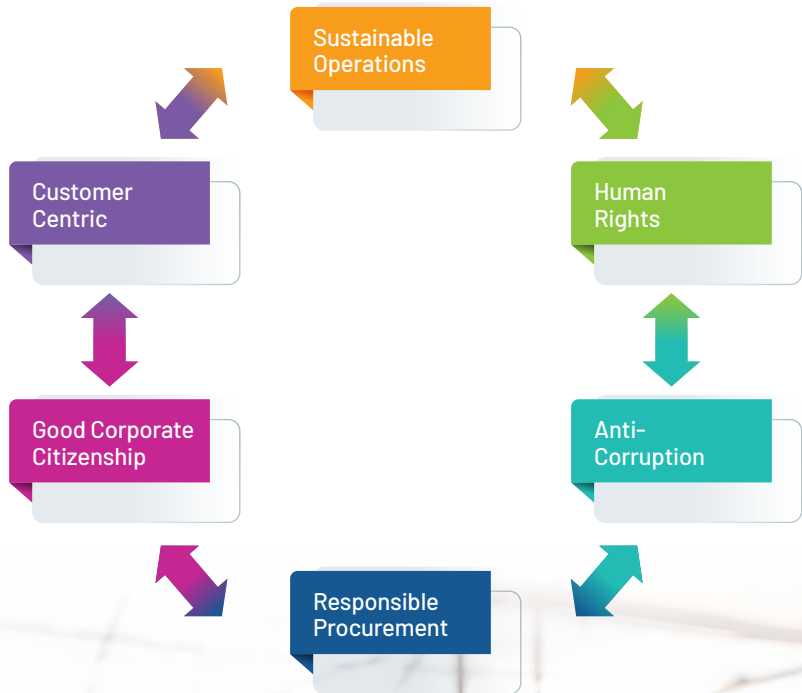 Sustainable
Operations
Customer
Centric
Human
Rights
Good Corporate
Citizenship
Anti-
Corruption
Responsible
Procurement